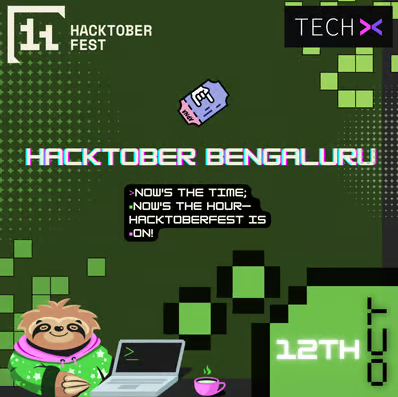 HACKTOBER
FEST
TECH X
HACKTOBER BENGALURU
>NOW'S THE TIME;
NOW'S THE HOUR—
HACKTOBERFEST IS
ON!
>_
12TH
OCT